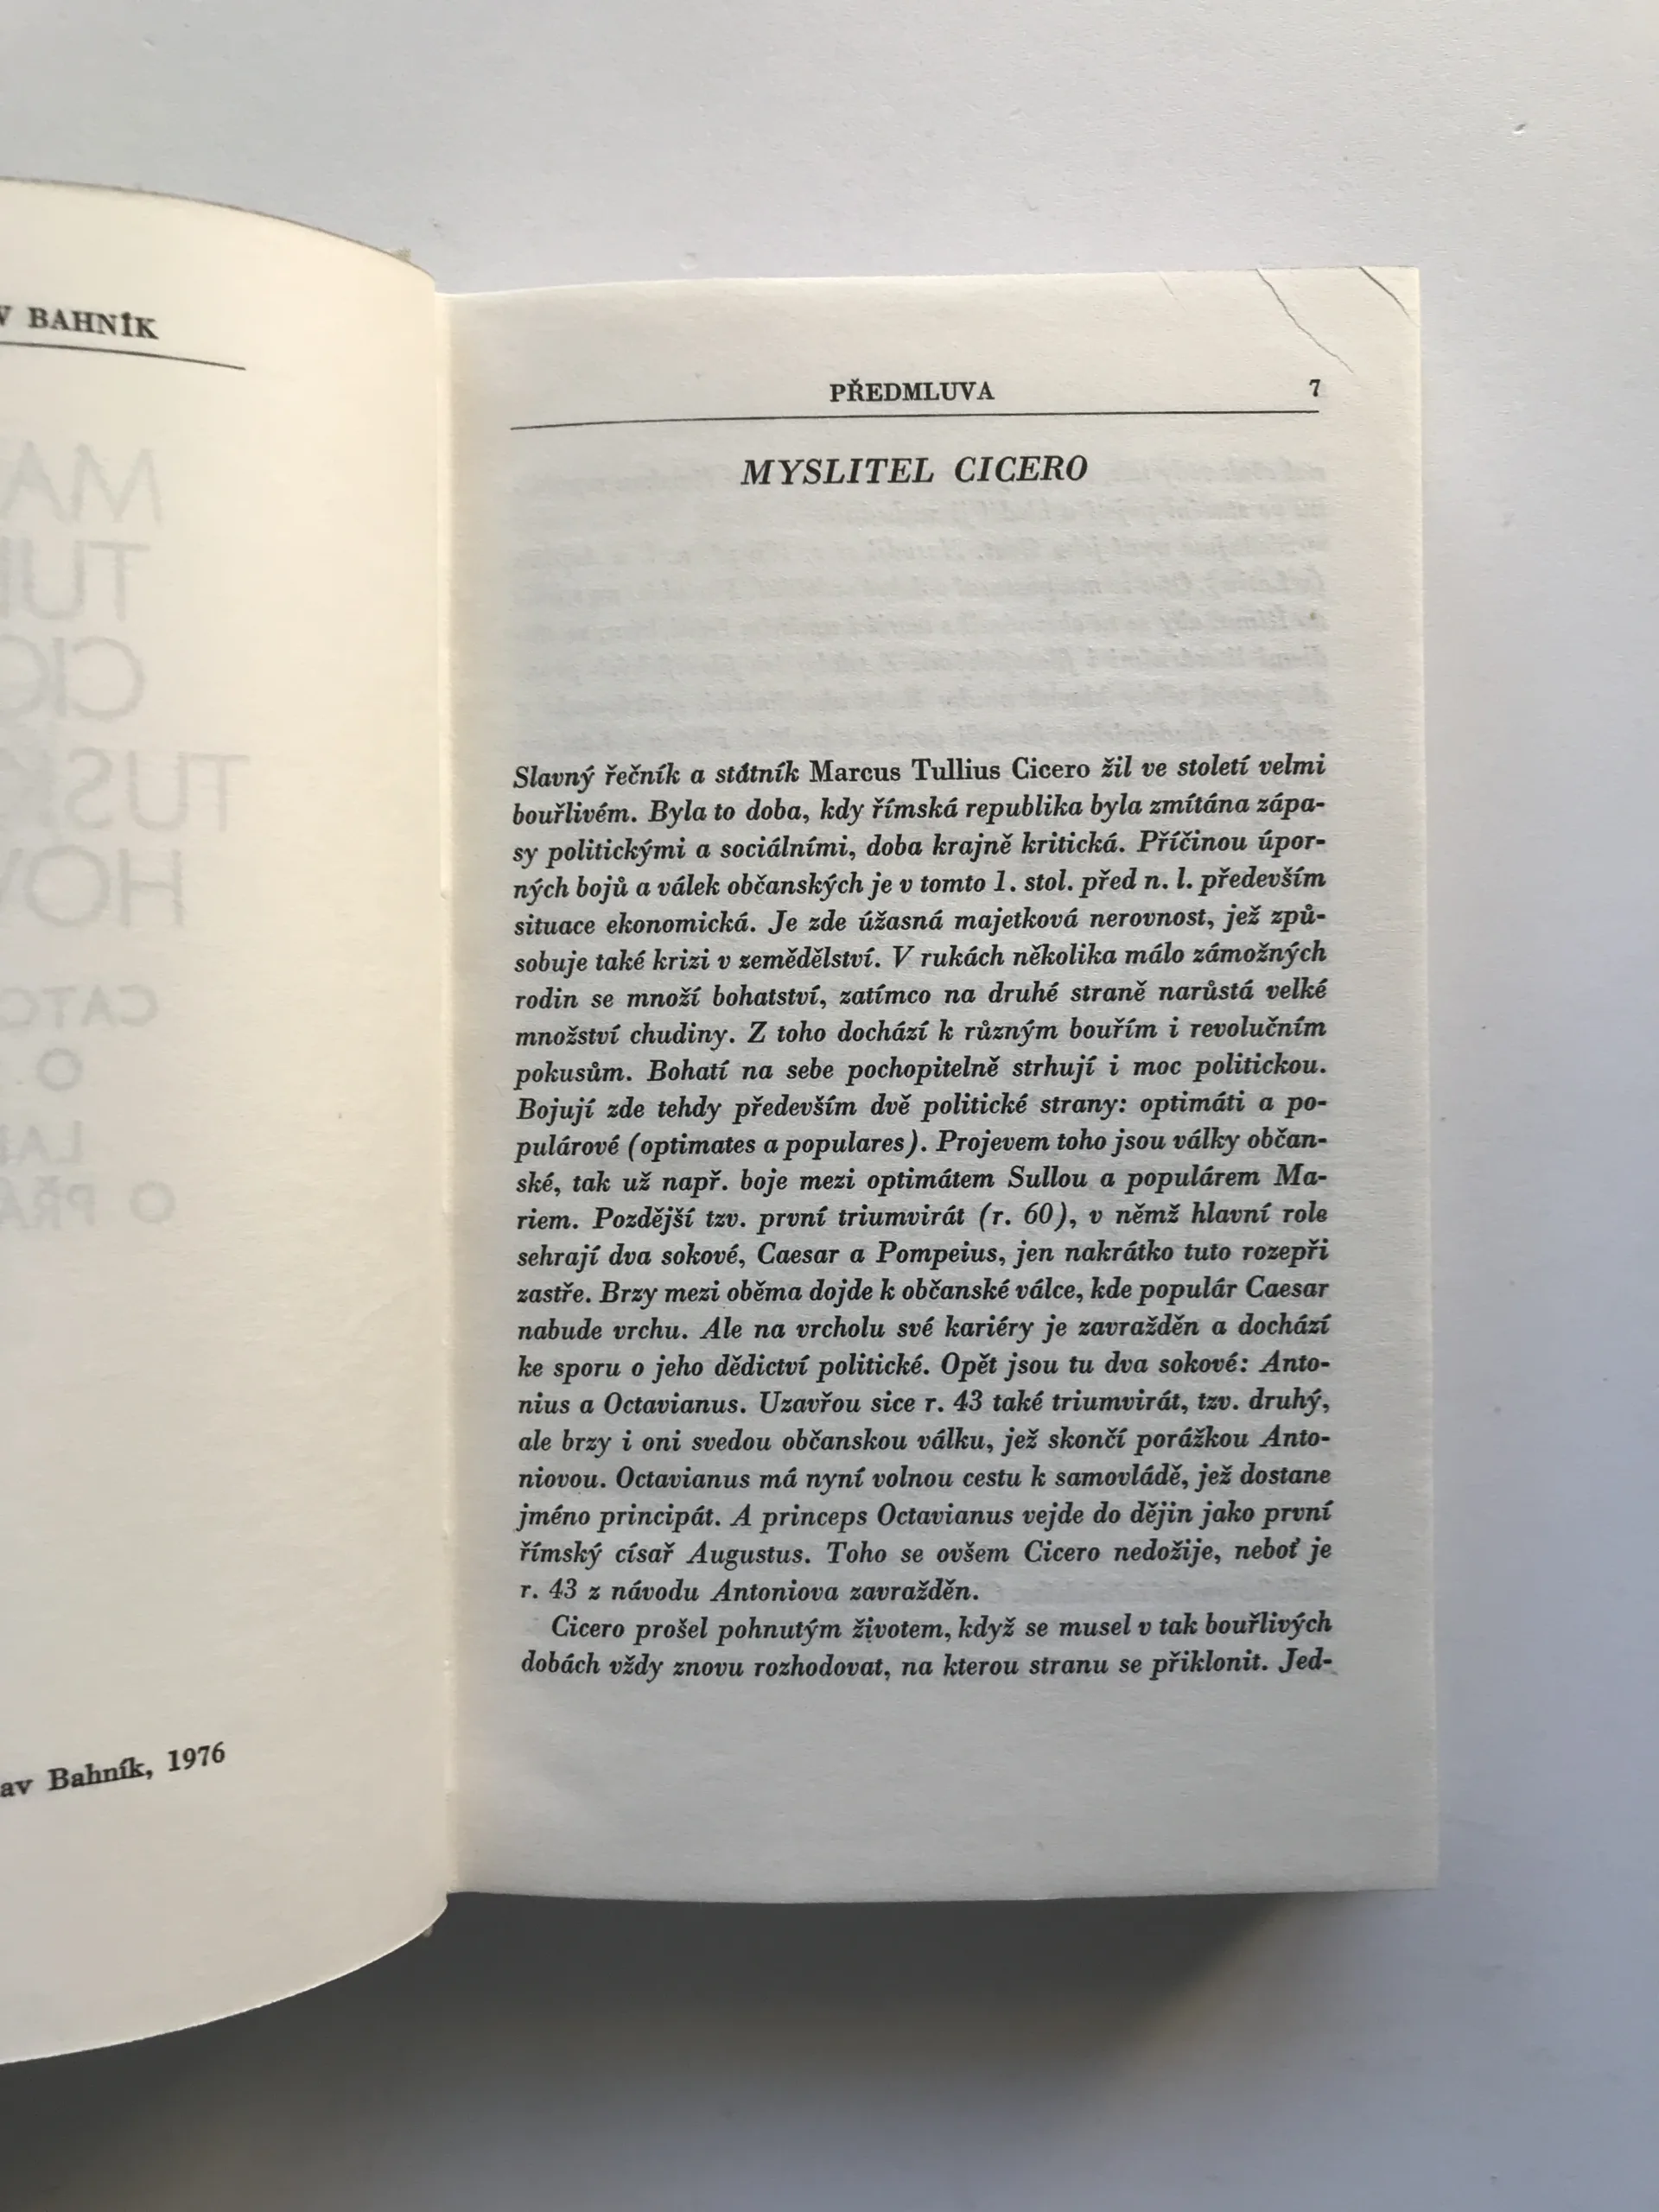 V BAHNÍK
av Bahník, 1976
PŘEDMLUVA 7
MYSLITEL CICERO
Slavný řečník a státník Marcus Tullius Cicero žil ve století velmi
bouřlivém. Byla to doba, kdy římská republika byla zmítána zápa-
sy politickými a sociálními, doba krajně kritická. Příčinou úpor-
ných bojů a válek občanských je v tomto 1. stol. před n. l. především
situace ekonomická. Je zde úžasná majetková nerovnost, jež způ-
sobuje také krizi v zemědělství. V rukách několika málo zámožných
rodin se množí bohatství, zatímco na druhé straně narůstá velké
množství chudiny. Z toho dochází k různým bouřím i revolučním
pokusům. Bohatí na sebe pochopitelně strhují i moc politickou.
Bojují zde tehdy především dvě politické strany: optimáti a po-
pulárové (optimates a populares). Projevem toho jsou války občan-
ské, tak už např. boje mezi optimátem Sullou a populárem Ma-
riem. Pozdější tzv. první triumvirát (r. 60), v němž hlavní role
sehrají dva sokové, Caesar a Pompeius, jen nakrátko tuto rozepři
zastře. Brzy mezi oběma dojde k občanské válce, kde populár Caesar
nabude vrchu. Ale na vrcholu své kariéry je zavražděn a dochází
ke sporu o jeho dědictví politické. Opět jsou tu dva sokové: Anto-
nius a Octavianus. Uzavřou sice r. 43 také triumvirát, tzv. druhý,
ale brzy i oni svedou občanskou válku, jež skončí porážkou Anto-
niovou. Octavianus má nyní volnou cestu k samovládě, jež dostane
jméno principát. A princeps Octavianus vejde do dějin jako první
římský císař Augustus. Toho se ovšem Cicero nedožije, neboť je
r. 43 z návodu Antoniova zavražděn.
Cicero prošel pohnutým životem, když se musel v tak bouřlivých
dobách vždy znovu rozhodovat, na kterou stranu se přiklonit. Jed-